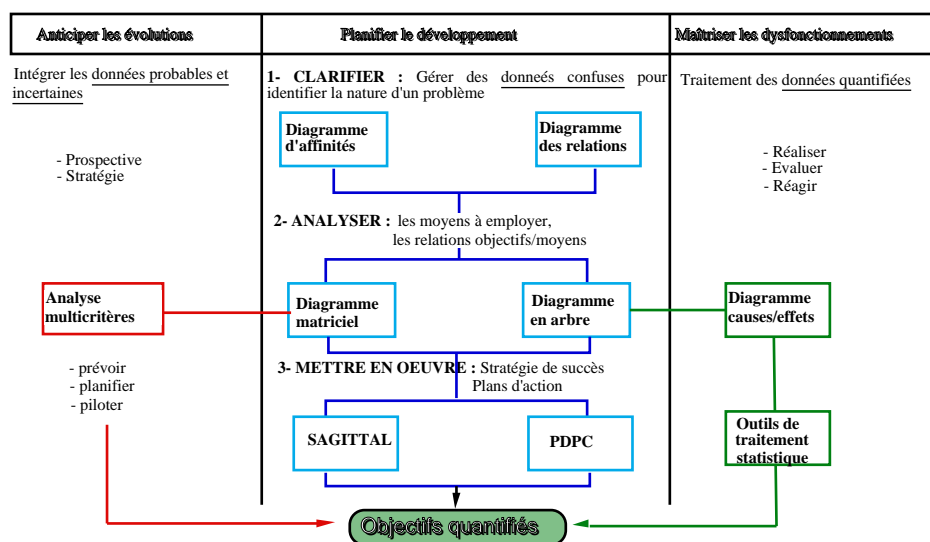 Anticiper les évolutions
Planifier le développement
Maîtriser les dysfonctionnements
Intégrer les données probables et
incertaines
- Prospective
- Stratégie
Analyse
multicritères
- prévoir
- planifier
- piloter
1- CLARIFIER : Gérer des donneés confuses pour
identifier la nature d'un problème
Diagramme
d'affinités
Diagramme
des relations
2- ANALYSER : les moyens à employer,
les relations objectifs/moyens
Diagramme
matriciel
Diagramme
en arbre
3- METTRE EN OEUVRE : Stratégie de succès
Plans d'action
SAGITTAL
PDPC
Traitement des données quantifiées
- Réaliser
- Evaluer
- Réagir
Diagramme
causes/effets
Outils de
traitement
statistique
Objectifs quantifiés